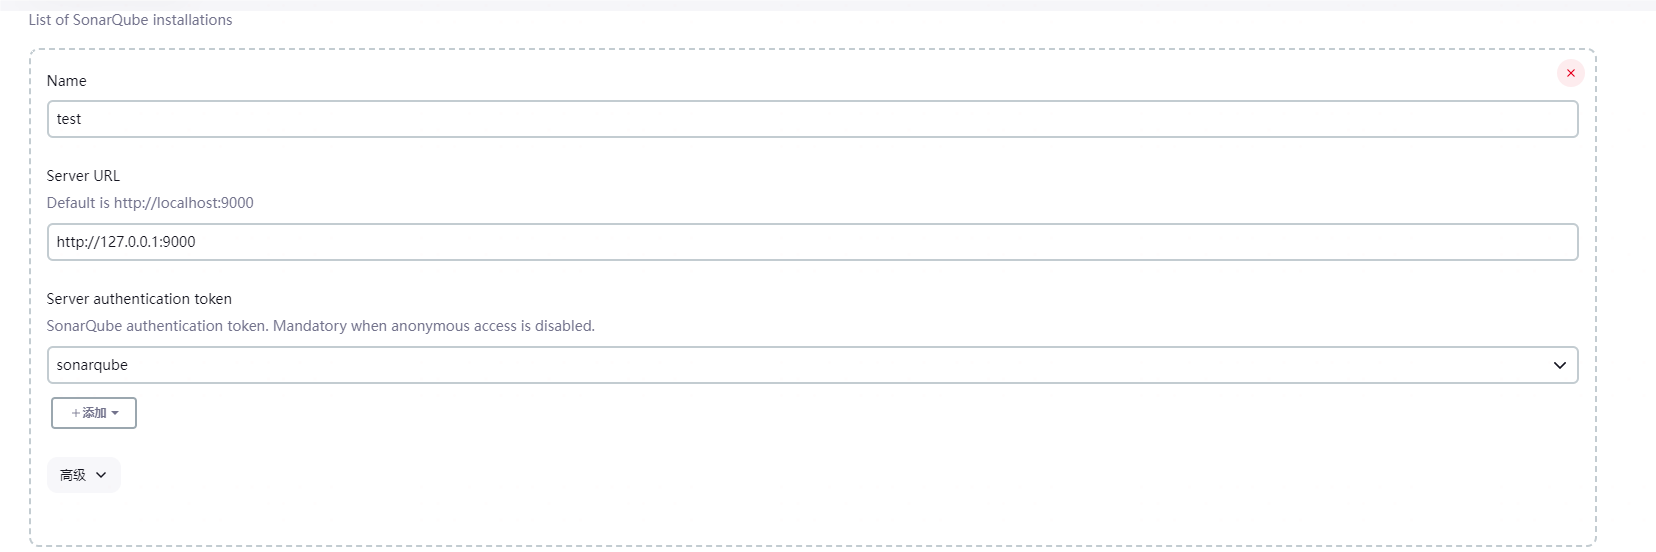 List of SonarQube installations
Name
test
Server URL
Default is http://localhost:9000
http://127.0.0.1:9000
Server authentication token
SonarQube authentication token. Mandatory when anonymous access is disabled.
sonarqube
+添加
高级